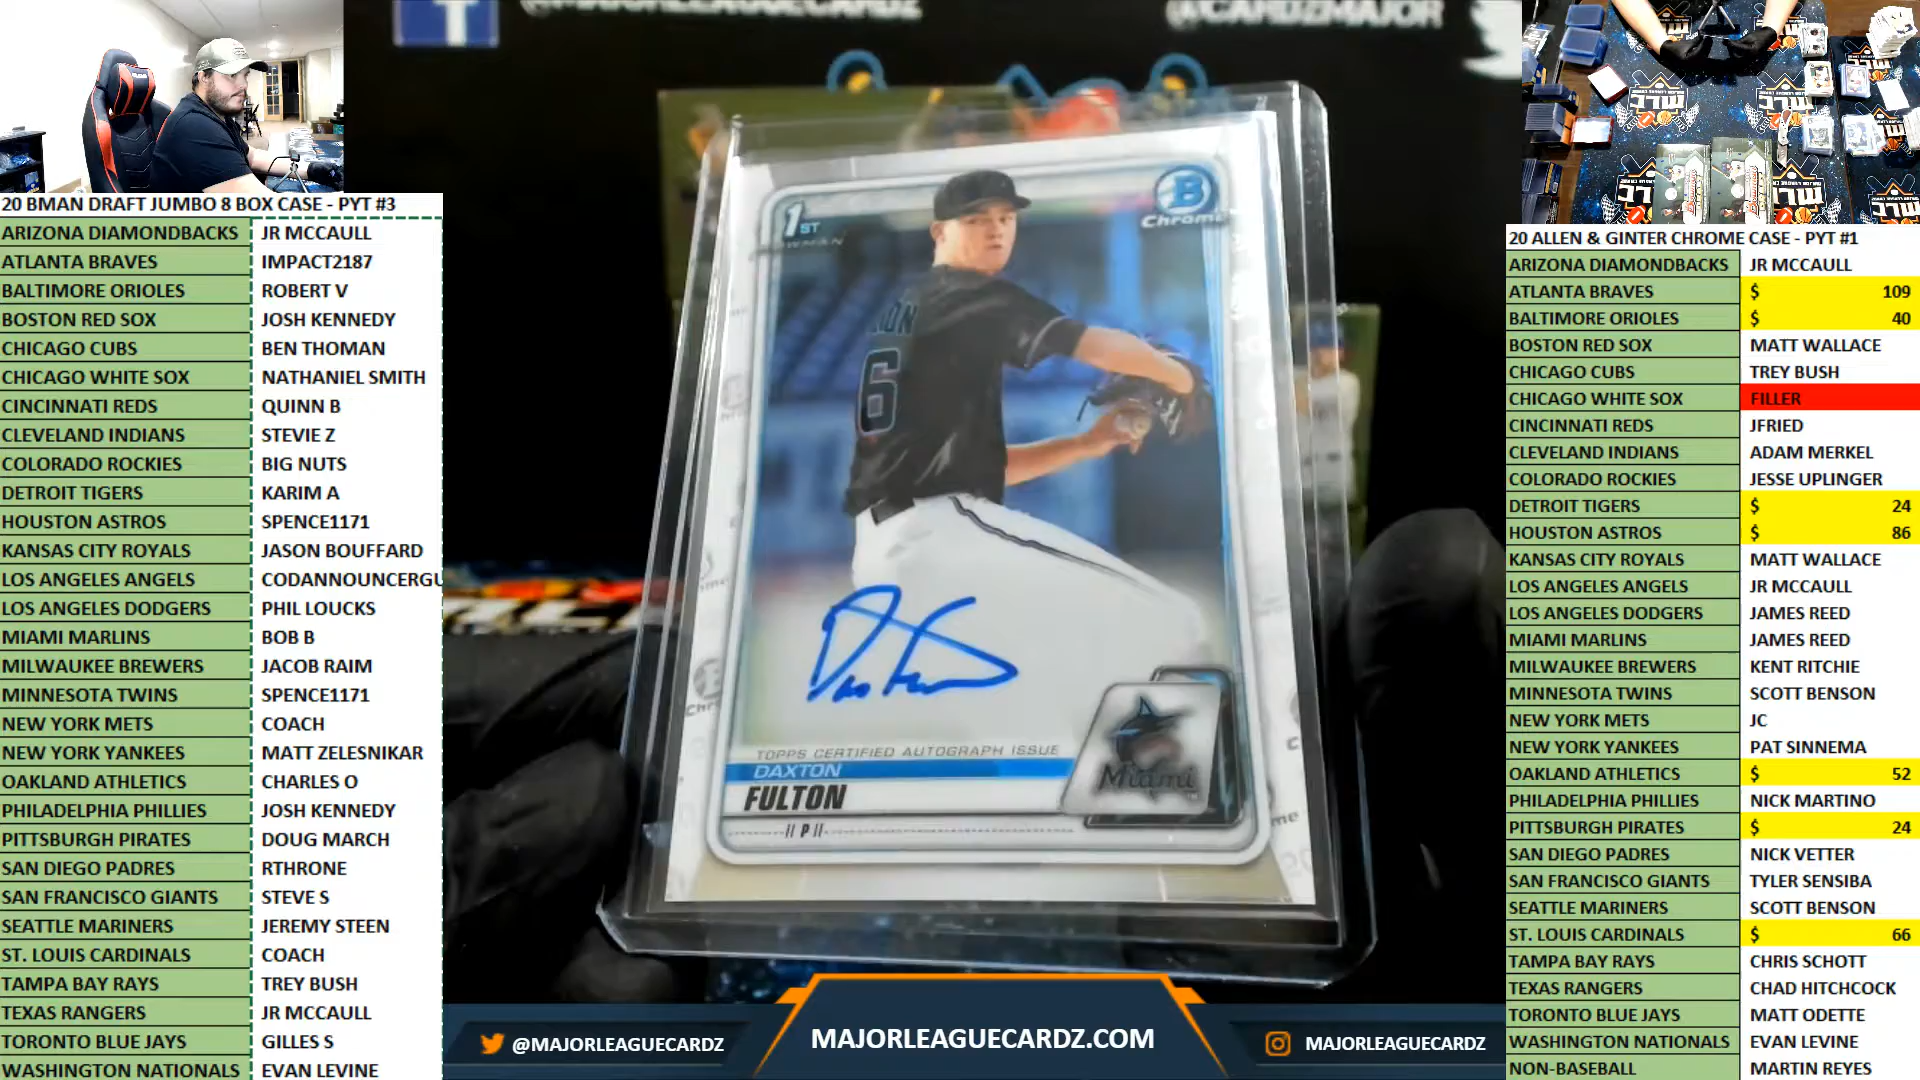 @MAJORLEAGUECARDZ
@CARDZMAJOR
20 BMAN DRAFT JUMBO 8 BOX CASE - PYT #3
ARIZONA DIAMONDBACKS JR MCCAULL
ATLANTA BRAVES IMPACT2187
BALTIMORE ORIOLES ROBERT V
BOSTON RED SOX JOSH KENNEDY
CHICAGO CUBS BEN THOMAN
CHICAGO WHITE SOX NATHANIEL SMITH
CINCINNATI REDS QUINN B
CLEVELAND INDIANS STEVIE Z
COLORADO ROCKIES BIG NUTS
DETROIT TIGERS KARIM A
HOUSTON ASTROS SPENCE1171
KANSAS CITY ROYALS JASON BOUFFARD
LOS ANGELES ANGELS CODANNOUNCERGU
LOS ANGELES DODGERS PHIL LOUCKS
MIAMI MARLINS BOB B
MILWAUKEE BREWERS JACOB RAIM
MINNESOTA TWINS SPENCE1171
NEW YORK METS COACH
NEW YORK YANKEES MATT ZELESNIKAR
OAKLAND ATHLETICS CHARLES O
PHILADELPHIA PHILLIES JOSH KENNEDY
PITTSBURGH PIRATES DOUG MARCH
SAN DIEGO PADRES RTHRONE
SAN FRANCISCO GIANTS STEVE S
SEATTLE MARINERS JEREMY STEEN
ST. LOUIS CARDINALS COACH
TAMPA BAY RAYS TREY BUSH
TEXAS RANGERS JR MCCAULL
TORONTO BLUE JAYS GILLES S
WASHINGTON NATIONALS EVAN LEVINE
1ST
B
Chrome
6
TOPPS CERTIFIED AUTOGRAPH ISSUE
DAXTON
FULTON
// P //
Miami
@MAJORLEAGUECARDZ
MAJORLEAGUECARDZ.COM
MAJORLEAGUECARDZ
20 ALLEN & GINTER CHROME CASE - PYT #1
ARIZONA DIAMONDBACKS JR MCCAULL
ATLANTA BRAVES $ 109
BALTIMORE ORIOLES $ 40
BOSTON RED SOX MATT WALLACE
CHICAGO CUBS TREY BUSH
CHICAGO WHITE SOX FILLER
CINCINNATI REDS JFRIED
CLEVELAND INDIANS ADAM MERKEL
COLORADO ROCKIES JESSE UPLINGER
DETROIT TIGERS $ 24
HOUSTON ASTROS $ 86
KANSAS CITY ROYALS MATT WALLACE
LOS ANGELES ANGELS JR MCCAULL
LOS ANGELES DODGERS JAMES REED
MIAMI MARLINS JAMES REED
MILWAUKEE BREWERS KENT RITCHIE
MINNESOTA TWINS SCOTT BENSON
NEW YORK METS JC
NEW YORK YANKEES PAT SINNEMA
OAKLAND ATHLETICS $ 52
PHILADELPHIA PHILLIES NICK MARTINO
PITTSBURGH PIRATES $ 24
SAN DIEGO PADRES NICK VETTER
SAN FRANCISCO GIANTS TYLER SENSIBA
SEATTLE MARINERS SCOTT BENSON
ST. LOUIS CARDINALS $ 66
TAMPA BAY RAYS CHRIS SCHOTT
TEXAS RANGERS CHAD HITCHCOCK
TORONTO BLUE JAYS MATT ODETTE
WASHINGTON NATIONALS EVAN LEVINE
NON-BASEBALL MARTIN REYES